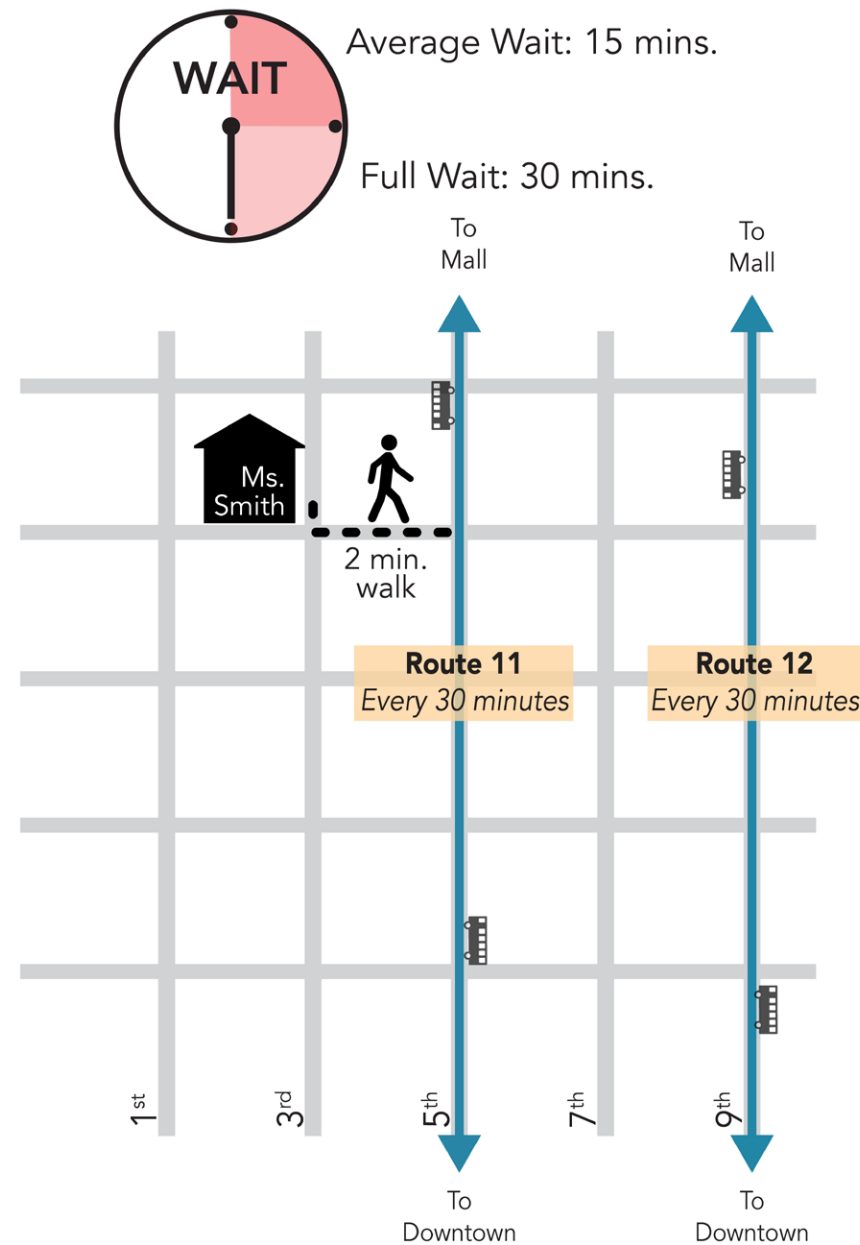 WAIT
Average Wait: 15 mins.
Full Wait: 30 mins.
To
Mall
To
Mall
Ms.
Smith
2 min.
walk
Route 11
Every 30 minutes
Route 12
Every 30 minutes
1st
3rd
5th
7th
9th
To
Downtown
To
Downtown